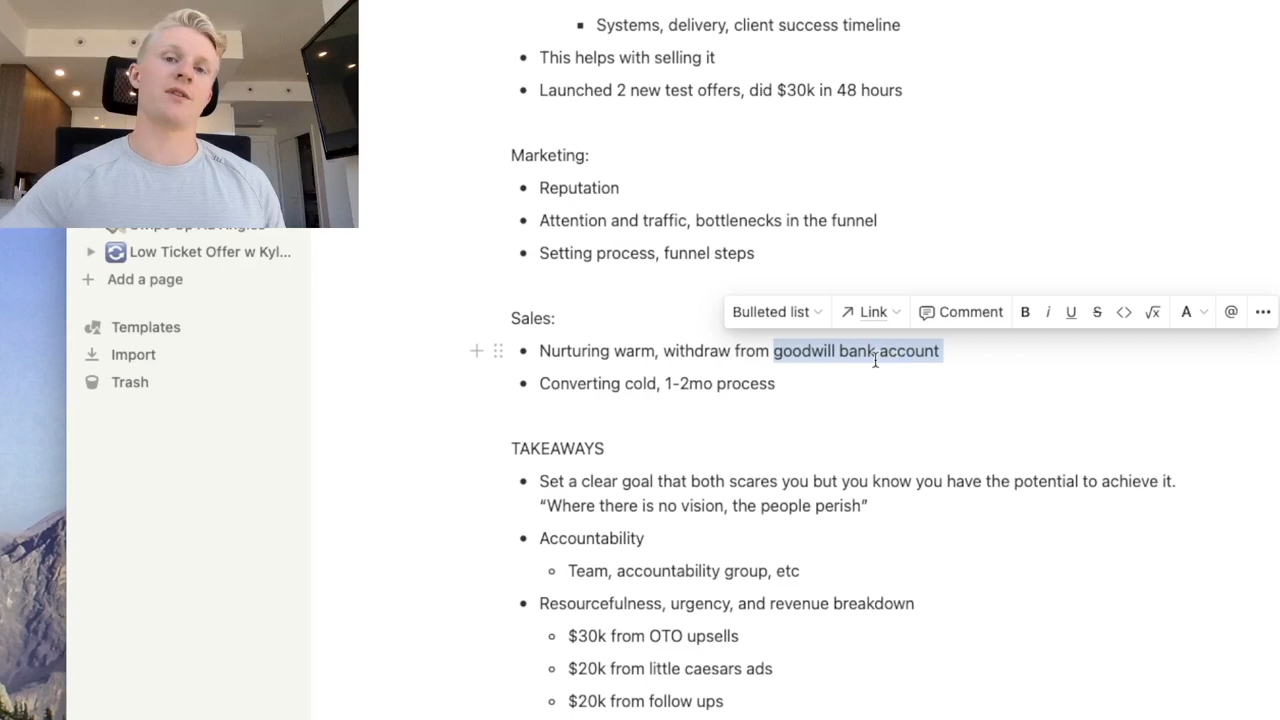 Systems, delivery, client success timeline
This helps with selling it
Launched 2 new test offers, did $30k in 48 hours
Marketing:
Reputation
Attention and traffic, bottlenecks in the funnel
Setting process, funnel steps
Low Ticket Offer w Kyl...
Add a page
Templates
Import
Trash
Bulleted list
Link
Comment
B i U S <> √x A @ •••
Sales:
Nurturing warm, withdraw from goodwill bank account
Converting cold, 1-2mo process
TAKEAWAYS
Set a clear goal that both scares you but you know you have the potential to achieve it.
“Where there is no vision, the people perish”
Accountability
Team, accountability group, etc
Resourcefulness, urgency, and revenue breakdown
$30k from OTO upsells
$20k from little caesars ads
$20k from follow ups